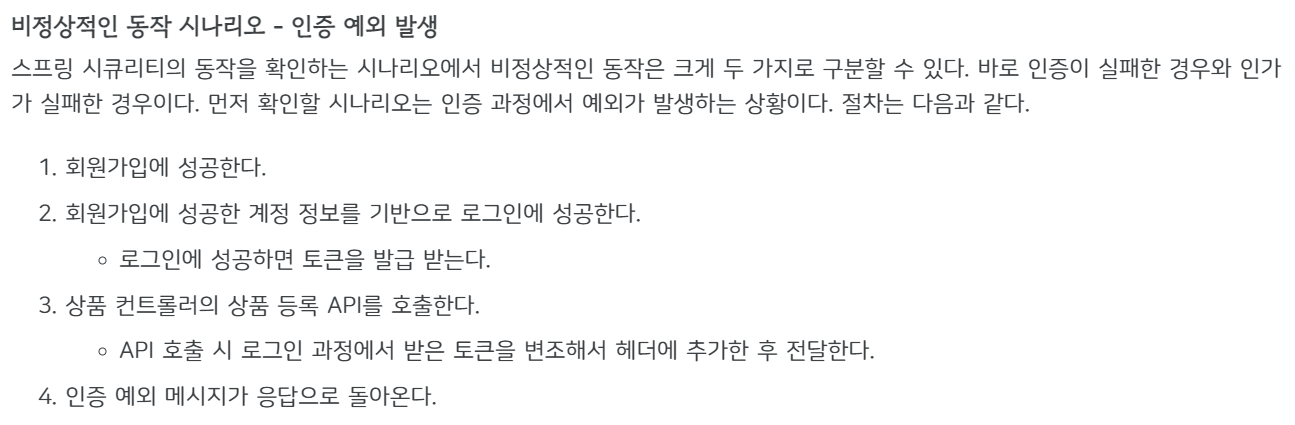 비정상적인 동작 시나리오 - 인증 예외 발생
스프링 시큐리티의 동작을 확인하는 시나리오에서 비정상적인 동작은 크게 두 가지로 구분할 수 있다. 바로 인증이 실패한 경우와 인가
가 실패한 경우이다. 먼저 확인할 시나리오는 인증 과정에서 예외가 발생하는 상황이다. 절차는 다음과 같다.
1. 회원가입에 성공한다.
2. 회원가입에 성공한 계정 정보를 기반으로 로그인에 성공한다.
◦ 로그인에 성공하면 토큰을 발급 받는다.
3. 상품 컨트롤러의 상품 등록 API를 호출한다.
◦ API 호출 시 로그인 과정에서 받은 토큰을 변조해서 헤더에 추가한 후 전달한다.
4. 인증 예외 메시지가 응답으로 돌아온다.